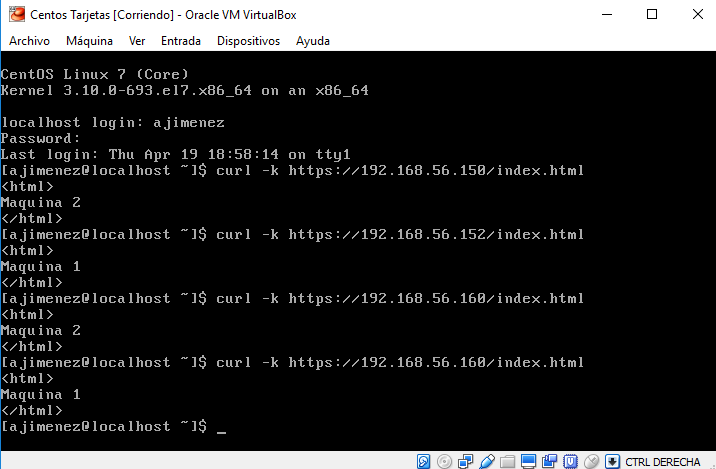 Centos Tarjetas [Corriendo] - Oracle VM VirtualBox
Archivo Máquina Ver Entrada Dispositivos Ayuda
CentOS Linux 7 (Core)
Kernel 3.10.0-693.el7.x86_64 on an x86_64
localhost login: ajimenez
Password:
Last login: Thu Apr 19 18:58:14 on tty1
[ajimenez@localhost ~]$ curl -k https://192.168.56.150/index.html
<html>
Maquina 2
</html>
[ajimenez@localhost ~]$ curl -k https://192.168.56.152/index.html
<html>
Maquina 1
</html>
[ajimenez@localhost ~]$ curl -k https://192.168.56.160/index.html
<html>
Maquina 2
</html>
[ajimenez@localhost ~]$ curl -k https://192.168.56.160/index.html
<html>
Maquina 1
</html>
[ajimenez@localhost ~]$ _
CTRL DERECHA